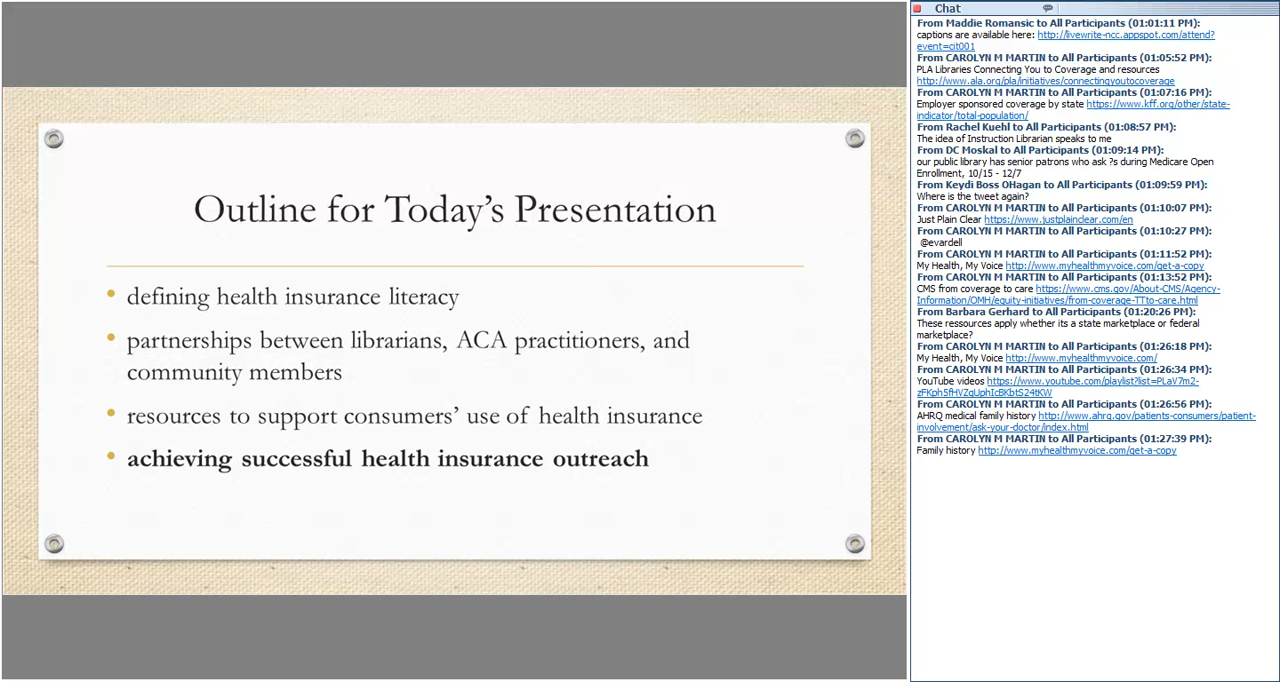 Outline for Today's Presentation
• defining health insurance literacy
• partnerships between librarians, ACA practitioners, and
community members
• resources to support consumers' use of health insurance
• achieving successful health insurance outreach
Chat
From Maddie Romansic to All Participants (01:01:11 PM):
captions are available here: http://livewrite-ncc.appspot.com/attend?
event=cit001
From CAROLYN M MARTIN to All Participants (01:05:52 PM):
PLA Libraries Connecting You to Coverage and resources
http://www.ala.org/pla/initiatives/connectingyoutocoverage
From CAROLYN M MARTIN to All Participants (01:07:16 PM):
Employer sponsored coverage by state https://www.kff.org/other/state-
indicator/total-population/
From Rachel Kuehl to All Participants (01:08:57 PM):
The idea of Instruction Librarian speaks to me
From DC Moskal to All Participants (01:09:14 PM):
our public library has senior patrons who ask ?s during Medicare Open
Enrollment, 10/15 - 12/7
From Keydi Boss OHagan to All Participants (01:09:59 PM):
Where is the tweet again?
From CAROLYN M MARTIN to All Participants (01:10:07 PM):
Just Plain Clear https://www.justplainclear.com/en
From CAROLYN M MARTIN to All Participants (01:10:27 PM):
@evardell
From CAROLYN M MARTIN to All Participants (01:11:52 PM):
My Health, My Voice http://www.myhealthmyvoice.com/get-a-copy
From CAROLYN M MARTIN to All Participants (01:13:52 PM):
CMS from coverage to care https://www.cms.gov/About-CMS/Agency-
Information/OMH/equity-initiatives/from-coverage-TTto-care.html
From Barbara Gerhard to All Participants (01:20:26 PM):
These ressources apply whether its a state marketplace or federal
marketplace?
From CAROLYN M MARTIN to All Participants (01:26:18 PM):
My Health, My Voice http://www.myhealthmyvoice.com/
From CAROLYN M MARTIN to All Participants (01:26:34 PM):
YouTube videos https://www.youtube.com/playlist?list=PLaV7m2-
zFKph5fHVZgUphIcBKbtS24tKW
From CAROLYN M MARTIN to All Participants (01:26:56 PM):
AHRQ medical family history http://www.ahrq.gov/patients-consumers/patient-
involvement/ask-your-doctor/index.html
From CAROLYN M MARTIN to All Participants (01:27:39 PM):
Family history http://www.myhealthmyvoice.com/get-a-copy